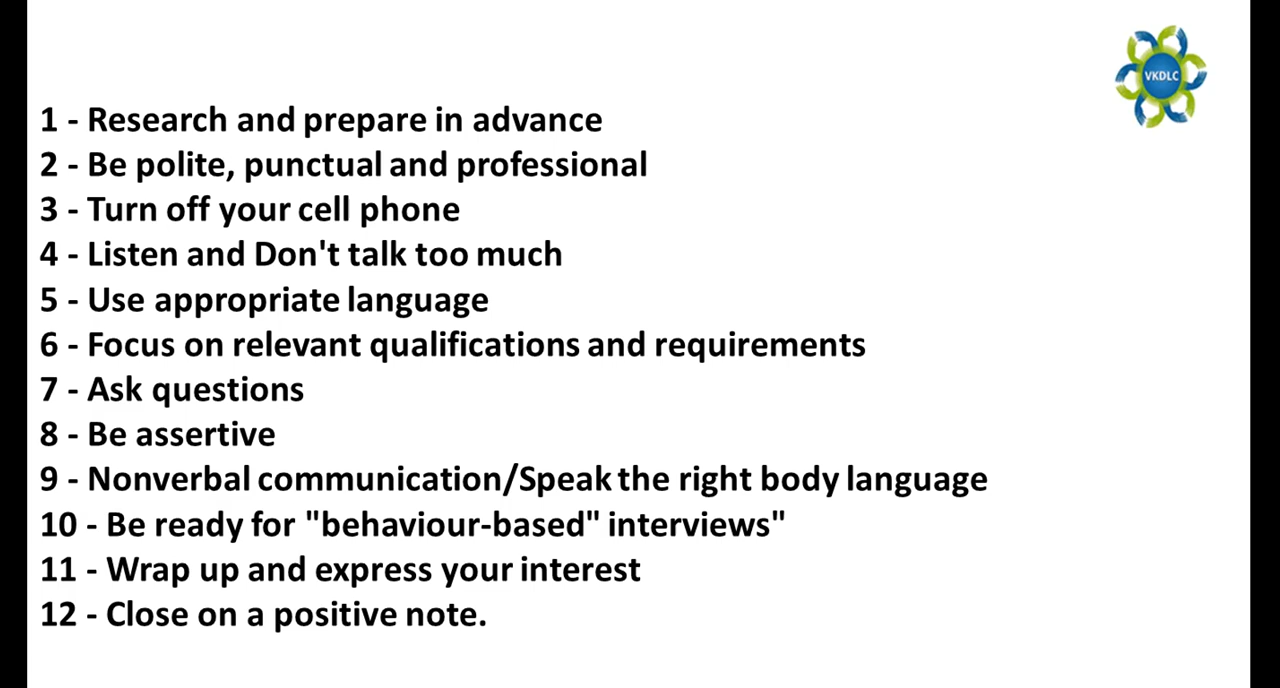 VKDLC
1 - Research and prepare in advance
2 - Be polite, punctual and professional
3 - Turn off your cell phone
4 - Listen and Don't talk too much
5 - Use appropriate language
6 - Focus on relevant qualifications and requirements
7 - Ask questions
8 - Be assertive
9 - Nonverbal communication/Speak the right body language
10 - Be ready for "behaviour-based" interviews"
11 - Wrap up and express your interest
12 - Close on a positive note.